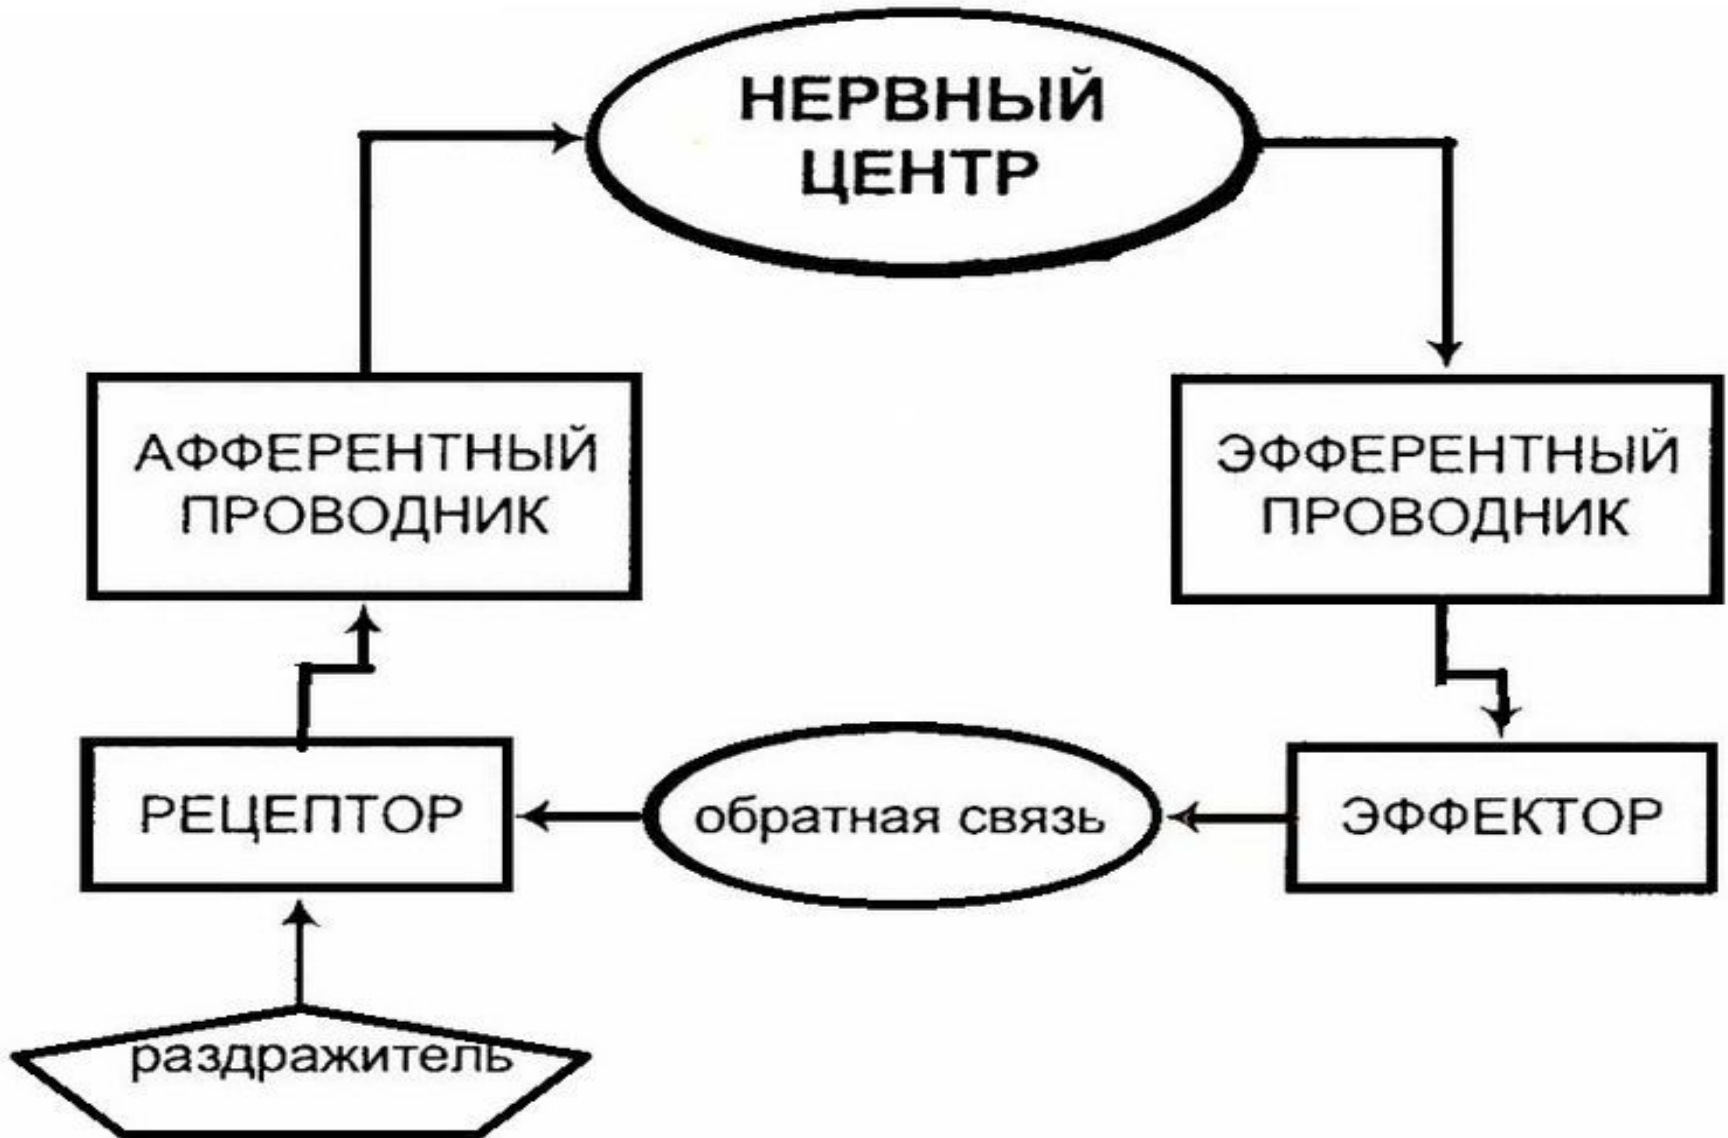 НЕРВНЫЙ
ЦЕНТР
АФФЕРЕНТНЫЙ
ПРОВОДНИК
ЭФФЕРЕНТНЫЙ
ПРОВОДНИК
РЕЦЕПТОР
обратная связь
ЭФФЕКТОР
раздражитель